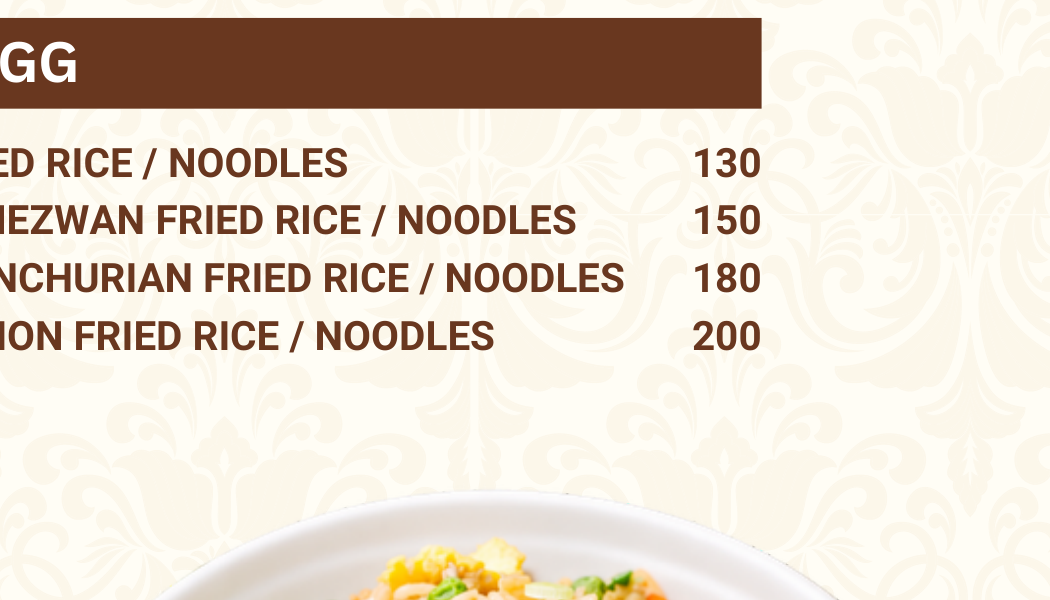 GG
ED RICE / NOODLES 130
HEZWAN FRIED RICE / NOODLES 150
NCHURIAN FRIED RICE / NOODLES 180
ION FRIED RICE / NOODLES 200